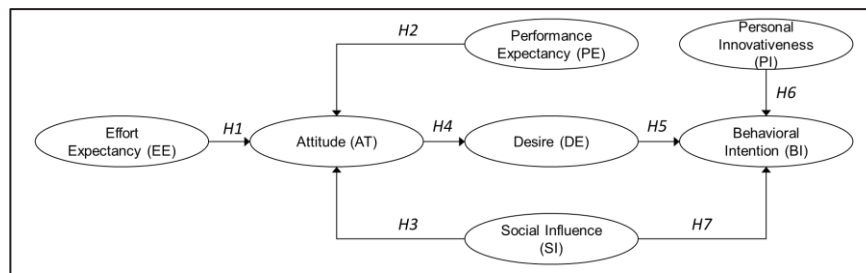 H2
Performance
Expectancy (PE)
Personal
Innovativeness
(PI)
H6
Effort
Expectancy (EE)
H1
Attitude (AT)
H4
Desire (DE)
H5
Behavioral
Intention (BI)
H3
Social Influence
(SI)
H7